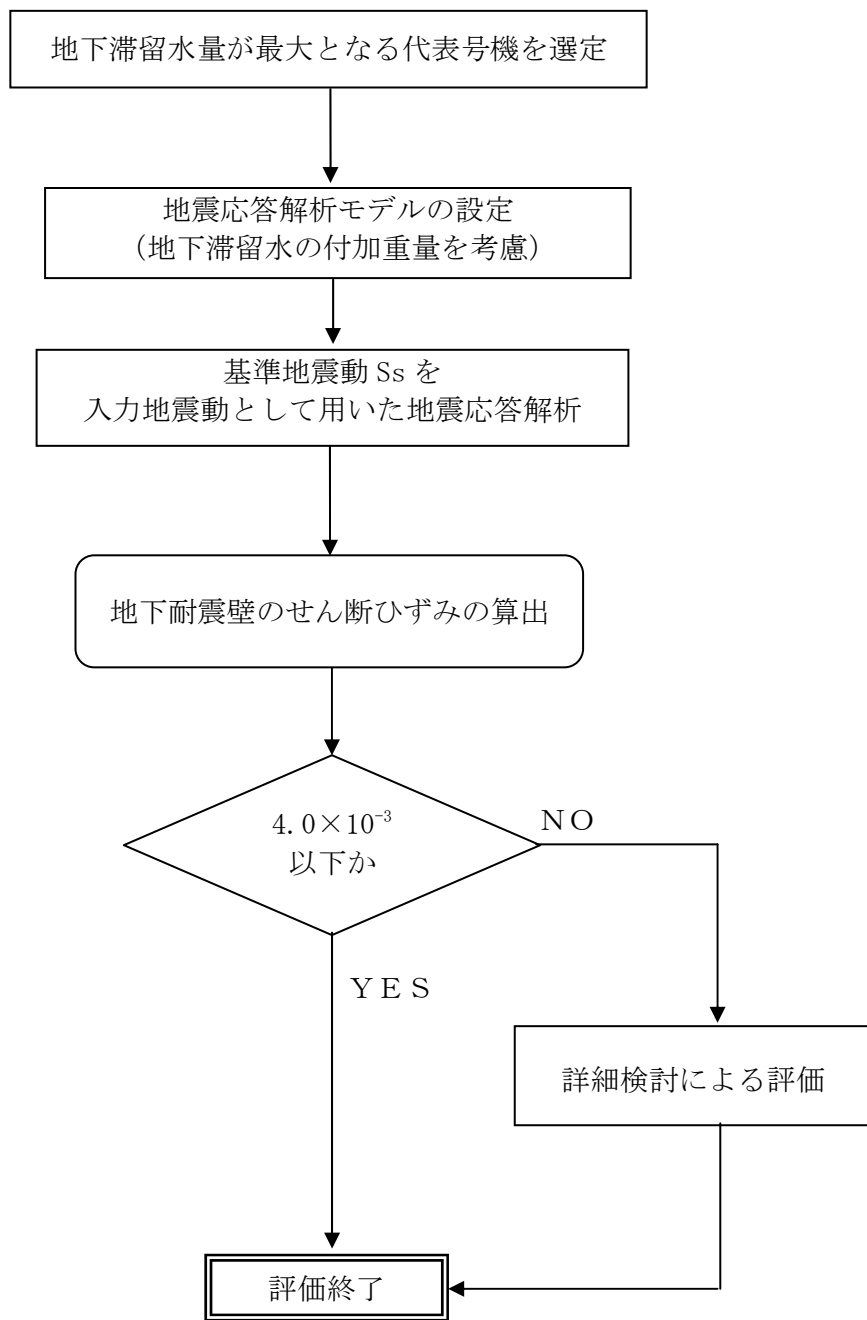 地下滞留水量が最大となる代表号機を選定
地震応答解析モデルの設定
（地下滞留水の付加重量を考慮）
基準地震動 Ss を
入力地震動として用いた地震応答解析
地下耐震壁のせん断ひずみの算出
4.0×10⁻³
以下か
ＮＯ
ＹＥＳ
詳細検討による評価
評価終了